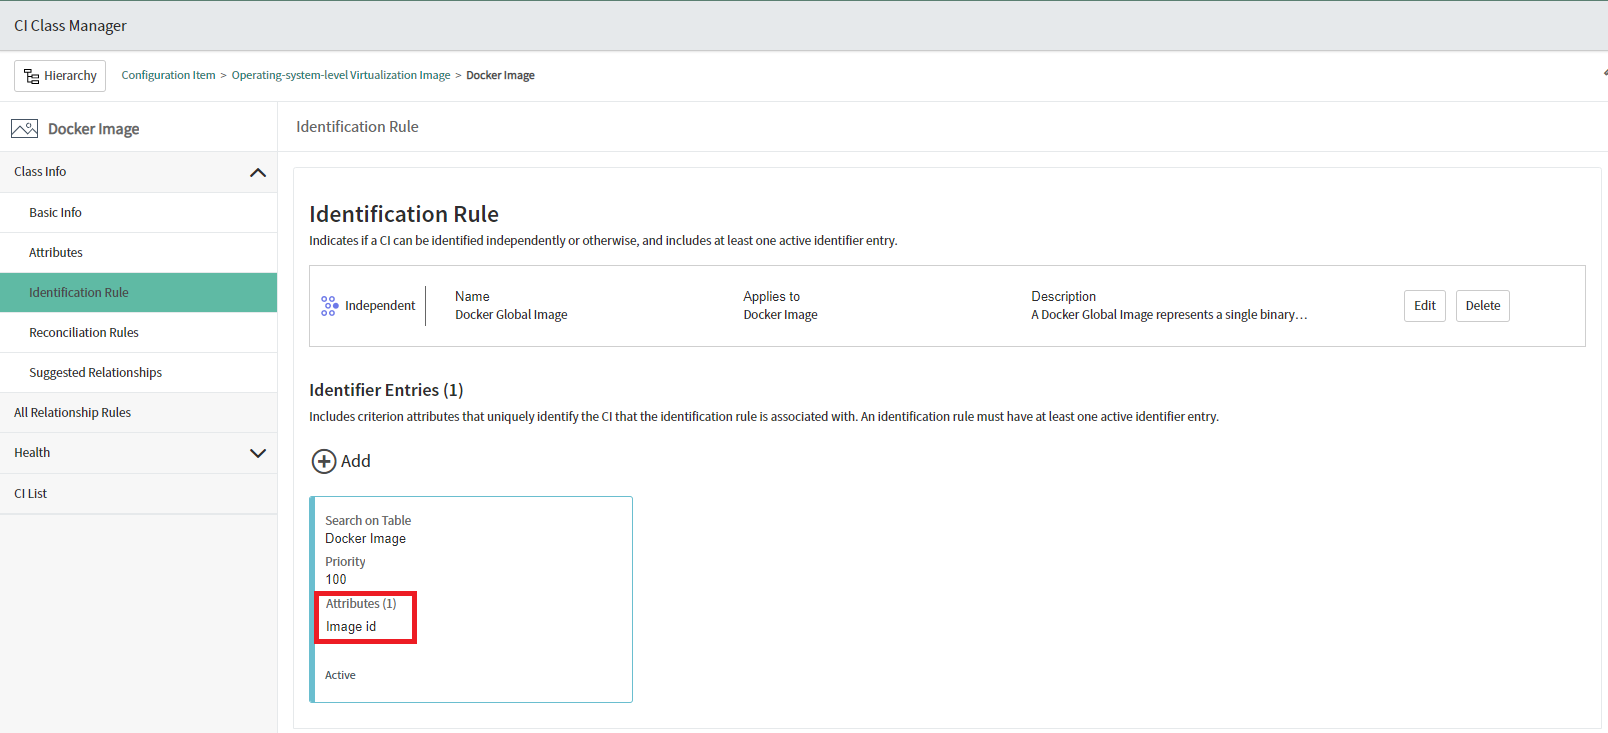 CI Class Manager
Hierarchy
Configuration Item > Operating-system-level Virtualization Image > Docker Image
Docker Image
Identification Rule
Class Info
Basic Info
Attributes
Identification Rule
Reconciliation Rules
Suggested Relationships
All Relationship Rules
Health
CI List
Identification Rule
Indicates if a CI can be identified independently or otherwise, and includes at least one active identifier entry.
Independent
Name
Docker Global Image
Applies to
Docker Image
Description
A Docker Global Image represents a single binary…
Edit
Delete
Identifier Entries (1)
Includes criterion attributes that uniquely identify the CI that the identification rule is associated with. An identification rule must have at least one active identifier entry.
Add
Search on Table
Docker Image
Priority
100
Attributes (1)
Image id
Active